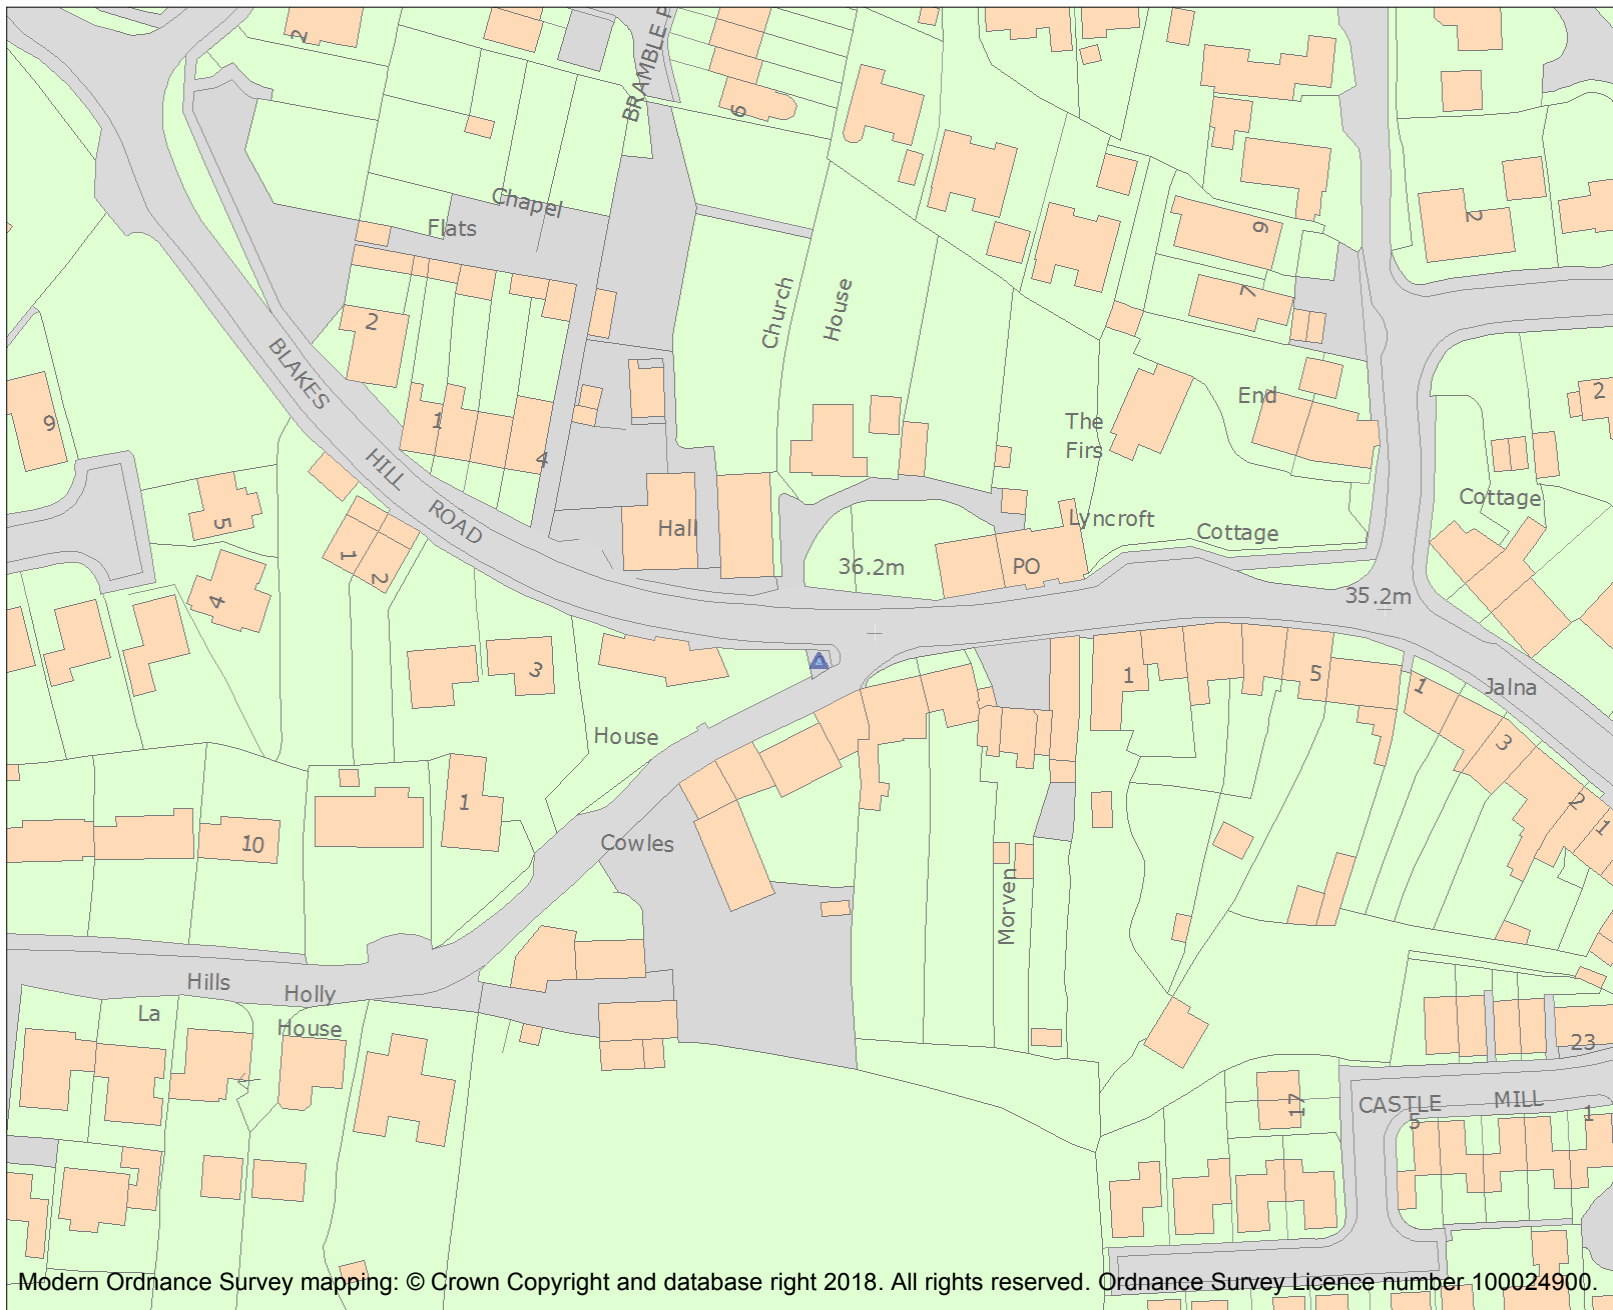 2
BRAMBLE
6
Chapel
Flats
2
9
7
Church
House
2
BLAKES
HILL
ROAD
1
4
9
The
Firs
End
2
Cottage
5
Hall
Lyncroft
Cottage
36.2m
PO
35.2m
1
2
4
3
House
1
5
1
Jalna
3
2
1
10
1
Cowles
Morven
Hills
La
Holly
House
23
CASTLE MILL
17
5
1
Modern Ordnance Survey mapping: © Crown Copyright and database right 2018. All rights reserved. Ordnance Survey Licence number 100024900.